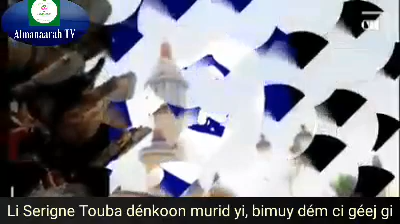 Almanaarah TV
Li Serigne Touba dénkoon murid yi, bimuy dém ci géej gi